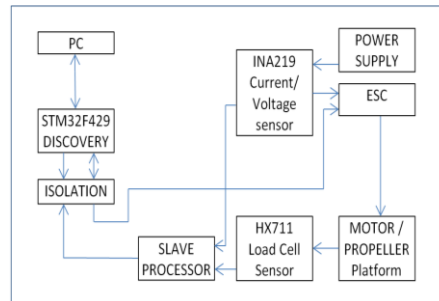 PC
STM32F429
DISCOVERY
ISOLATION
SLAVE
PROCESSOR
INA219
Current/
Voltage
sensor
HX711
Load Cell
Sensor
POWER
SUPPLY
ESC
MOTOR /
PROPELLER
Platform